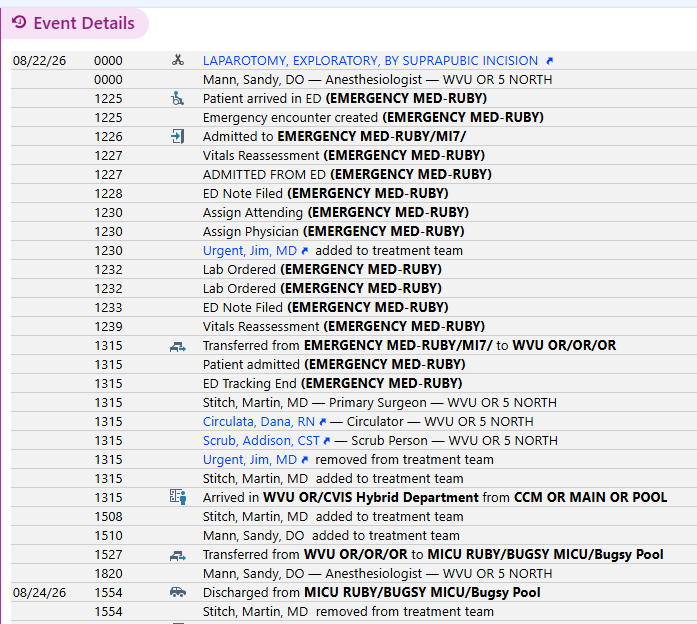 Event Details
08/22/26 0000 LAPAROTOMY, EXPLORATORY, BY SUPRAPUBIC INCISION
0000 Mann, Sandy, DO — Anesthesiologist — WVU OR 5 NORTH
1225 Patient arrived in ED (EMERGENCY MED-RUBY)
1225 Emergency encounter created (EMERGENCY MED-RUBY)
1226 Admitted to EMERGENCY MED-RUBY/MI7/
1227 Vitals Reassessment (EMERGENCY MED-RUBY)
1227 ADMITTED FROM ED (EMERGENCY MED-RUBY)
1228 ED Note Filed (EMERGENCY MED-RUBY)
1230 Assign Attending (EMERGENCY MED-RUBY)
1230 Assign Physician (EMERGENCY MED-RUBY)
1230 Urgent, Jim, MD added to treatment team
1232 Lab Ordered (EMERGENCY MED-RUBY)
1232 Lab Ordered (EMERGENCY MED-RUBY)
1233 ED Note Filed (EMERGENCY MED-RUBY)
1239 Vitals Reassessment (EMERGENCY MED-RUBY)
1315 Transferred from EMERGENCY MED-RUBY/MI7/ to WVU OR/OR/OR
1315 Patient admitted (EMERGENCY MED-RUBY)
1315 ED Tracking End (EMERGENCY MED-RUBY)
1315 Stitch, Martin, MD — Primary Surgeon — WVU OR 5 NORTH
1315 Circulata, Dana, RN — Circulator — WVU OR 5 NORTH
1315 Scrub, Addison, CST — Scrub Person — WVU OR 5 NORTH
1315 Urgent, Jim, MD removed from treatment team
1315 Stitch, Martin, MD added to treatment team
1315 Arrived in WVU OR/CVIS Hybrid Department from CCM OR MAIN OR POOL
1508 Stitch, Martin, MD added to treatment team
1510 Mann, Sandy, DO added to treatment team
1527 Transferred from WVU OR/OR/OR to MICU RUBY/BUGSY MICU/Bugsy Pool
1820 Mann, Sandy, DO — Anesthesiologist — WVU OR 5 NORTH
08/24/26 1554 Discharged from MICU RUBY/BUGSY MICU/Bugsy Pool
1554 Stitch, Martin, MD removed from treatment team